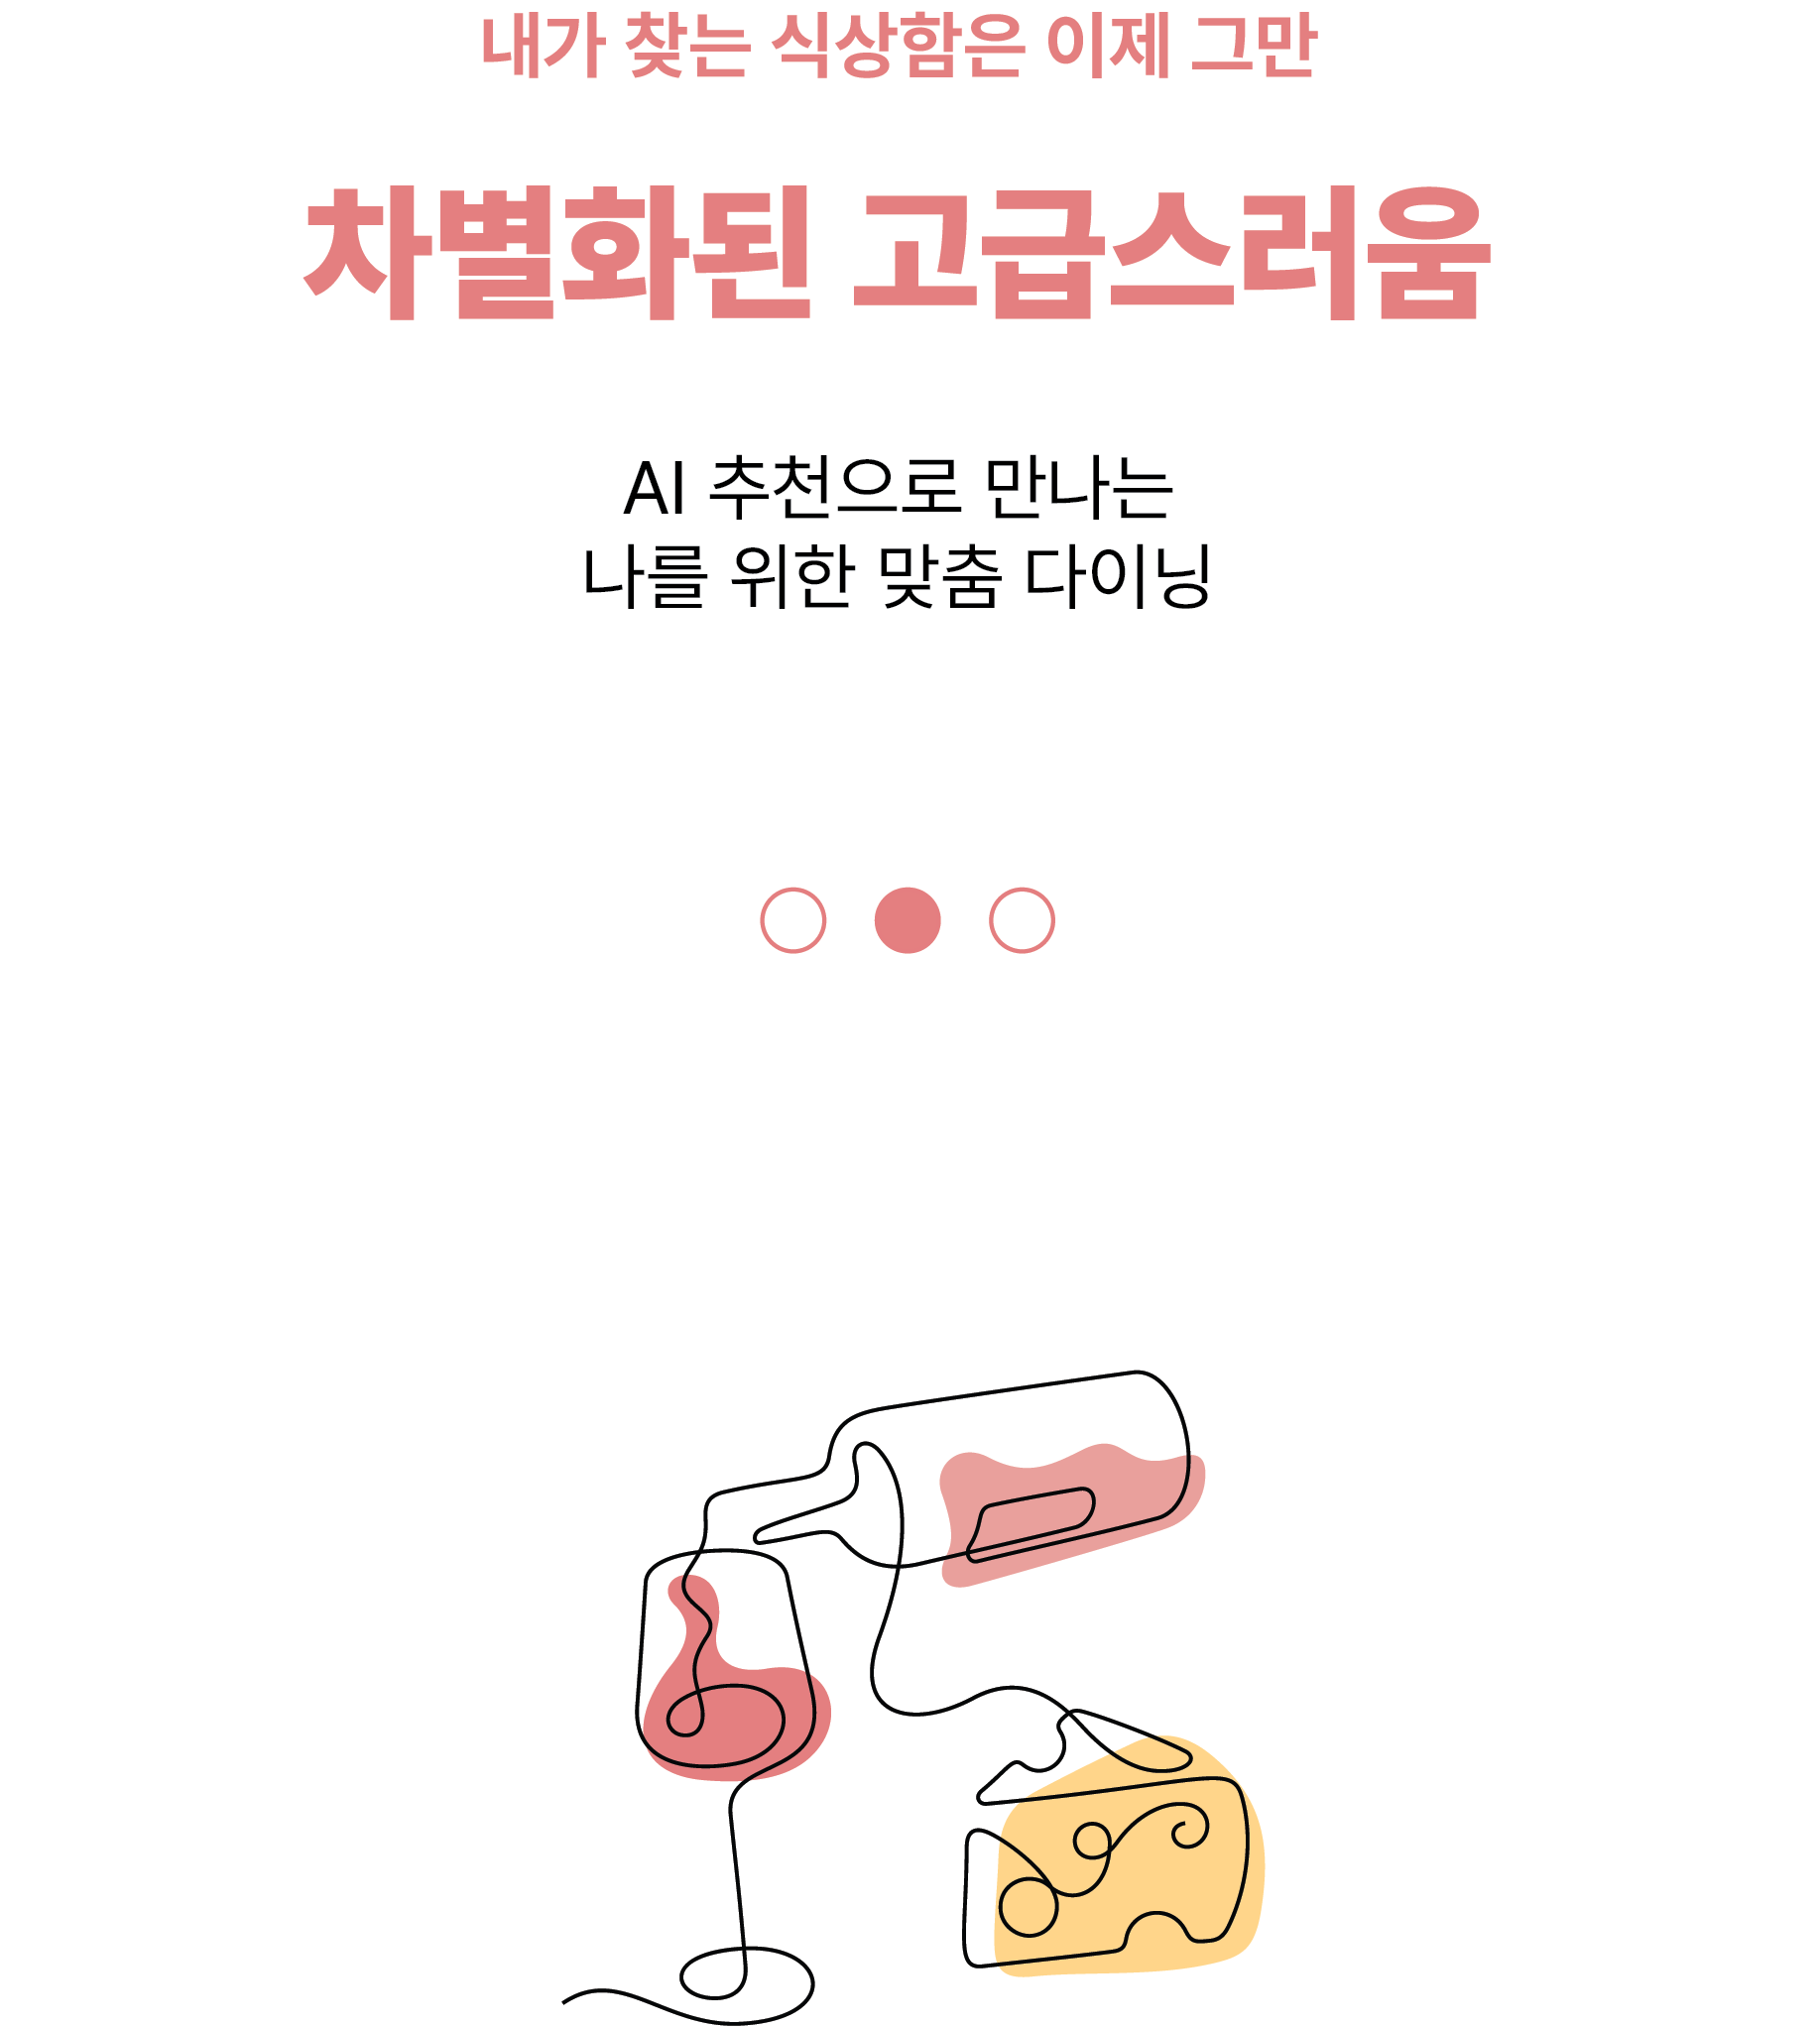 내가 찾는 식상함은 이제 그만
차별화된 고급스러움
AI 추천으로 만나는
나를 위한 맞춤 다이닝